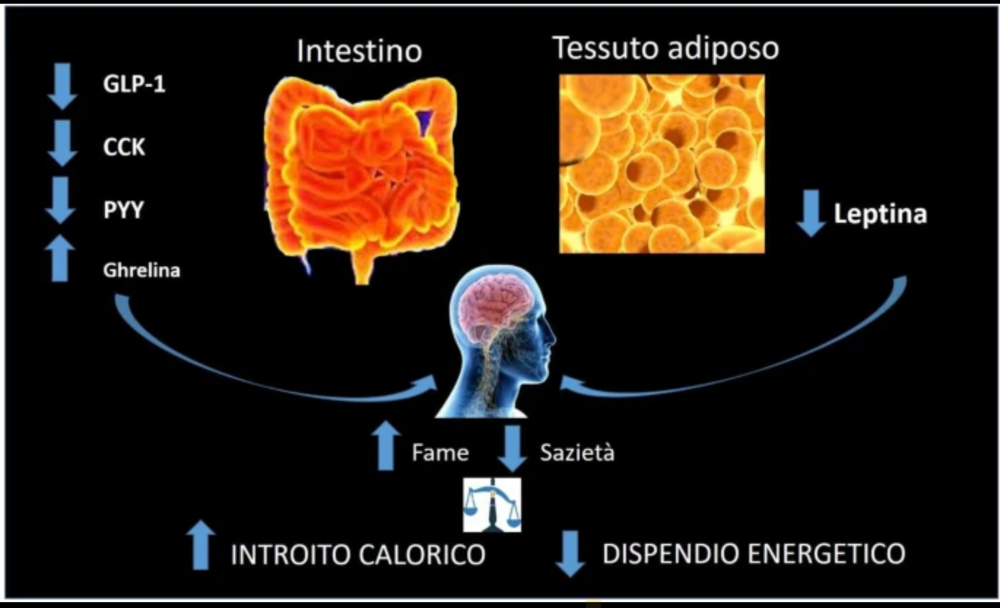 Intestino
Tessuto adiposo
GLP-1
CCK
PYY
Ghrelina
Leptina
Fame
Sazietà
INTROITO CALORICO
DISPENDIO ENERGETICO